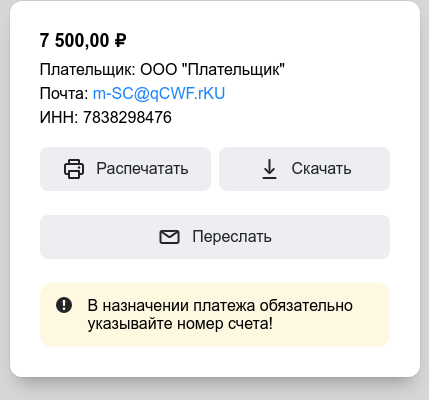 7 500,00 ₽
Плательщик: ООО "Плательщик"
Почта: m-SC@qCWF.rKU
ИНН: 7838298476
Распечатать
Скачать
Переслать
В назначении платежа обязательно
указывайте номер счета!